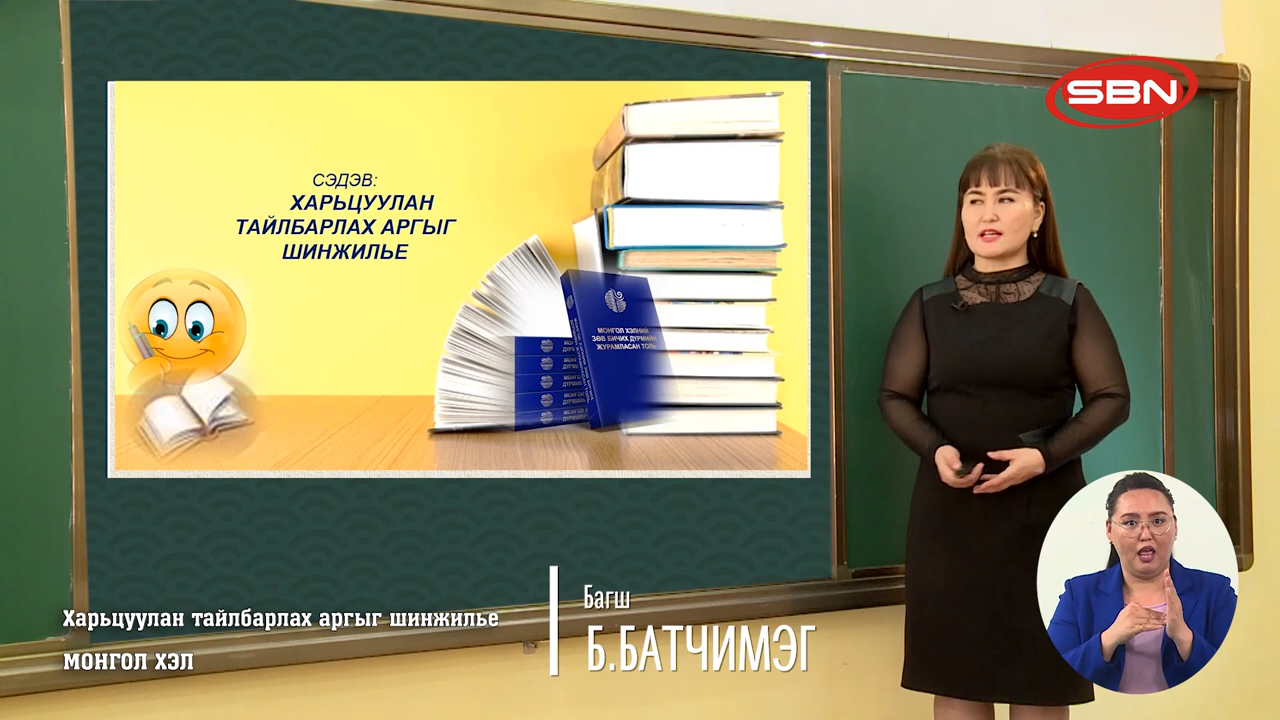 SBN
СЭДЭВ:
ХАРЬЦУУЛАН
ТАЙЛБАРЛАХ АРГЫГ
ШИНЖИЛЬЕ
МОНГОЛ ХЭЛНИЙ
ЗӨВ БИЧИХ ДҮРМИЙН
ЖУРАМЛАСАН ТОЛЬ
Харьцуулан тайлбарлах аргыг шинжилье
МОНГОЛ ХЭЛ
Багш
Б.БАТЧИМЭГ